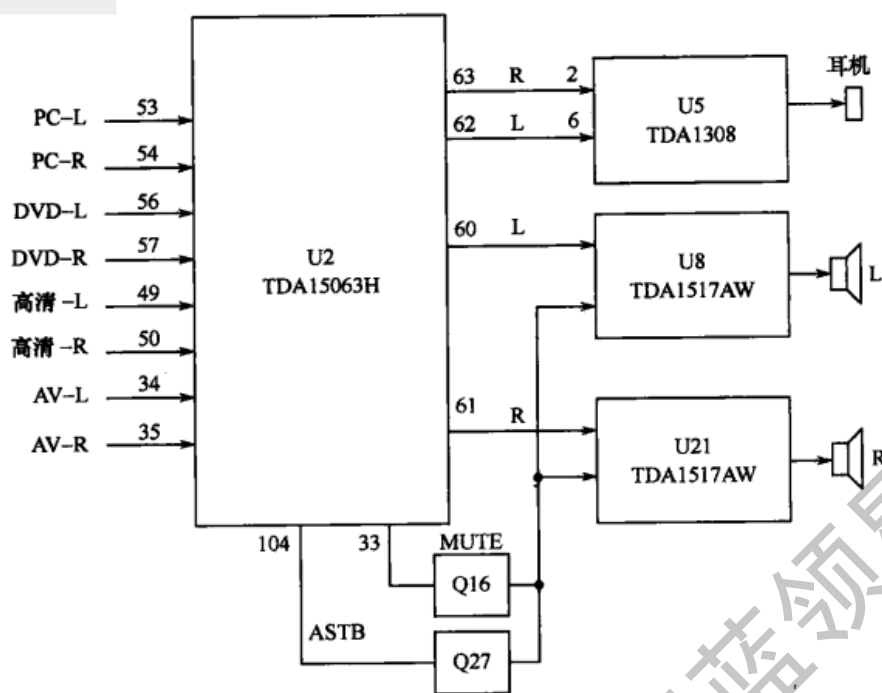 63 R 2
耳机
PC-L 53
U5
TDA1308
62 L 6
PC-R 54
DVD-L 56
60 L
DVD-R 57
U2
TDA15063H
U8
TDA1517AW
L
高清-L 49
高清-R 50
AV-L 34
61 R
AV-R 35
U21
TDA1517AW
R
104
33
MUTE
Q16
ASTB
Q27
蓝领